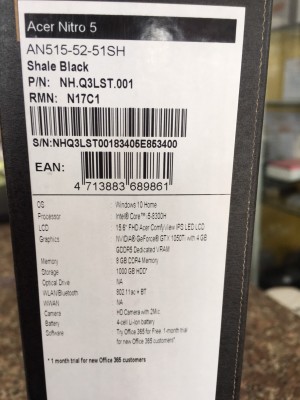 Acer Nitro 5
AN515-52-51SH
Shale Black
P/N: NH.Q3LST.001
RMN: N17C1
S/N:NHQ3LST00183405E853400
EAN:
4 713883 689861
OS Windows 10 Home
Processor Intel® Core™ i5-8300H
LCD 15.6" FHD Acer ComfyView IPS LED LCD
Graphics NVIDIA® GeForce® GTX 1050Ti with 4 GB
GDDR5 Dedicated VRAM
Memory 8 GB DDR4 Memory
Storage 1000 GB HDD*
Optical Drive NA
WLAN/Bluetooth 802.11ac + BT
WWAN NA
Camera HD Camera with 2Mic
Battery 4-cell Li-ion battery
Software Try Office 365 for Free 1-month trial
for new Office 365 customers*
* 1 month trial for new Office 365 customers